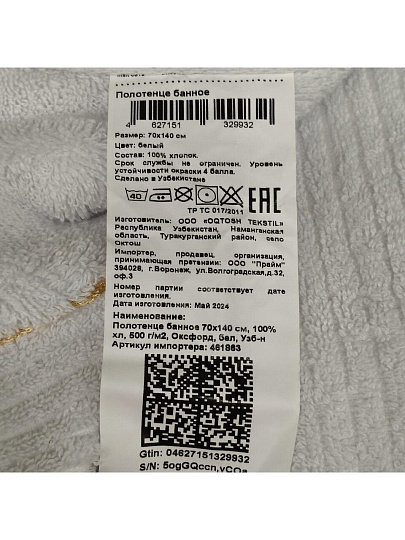 Полотенце банное
4 627151 329932
Размер: 70х140 см
Цвет: белый
Состав: 100% хлопок.
Срок службы не ограничен. Уровень
устойчивости окраски 4 балла.
Сделано в Узбекистане
40
EAC
ТР ТС 017/2011
Изготовитель: ООО «OQTOSH TEKSTIL»
Республика Узбекистан, Наманганская
область, Туракурганский район, село
Октош
Импортер, продавец, организация,
принимающая претензии: ООО "Прайм"
394028, г.Воронеж, ул.Волгоградская,д.32,
оф.3
Номер партии соответствует дате
изготовления.
Дата изготовления: Май 2024
Наименование:
Полотенце банное 70х140 см, 100%
хл, 500 г/м2, Оксфорд, бел, Узб-н
Артикул импортера: 461863
Gtin: 04627151329932
S/N: 5ogGQccn,vCO